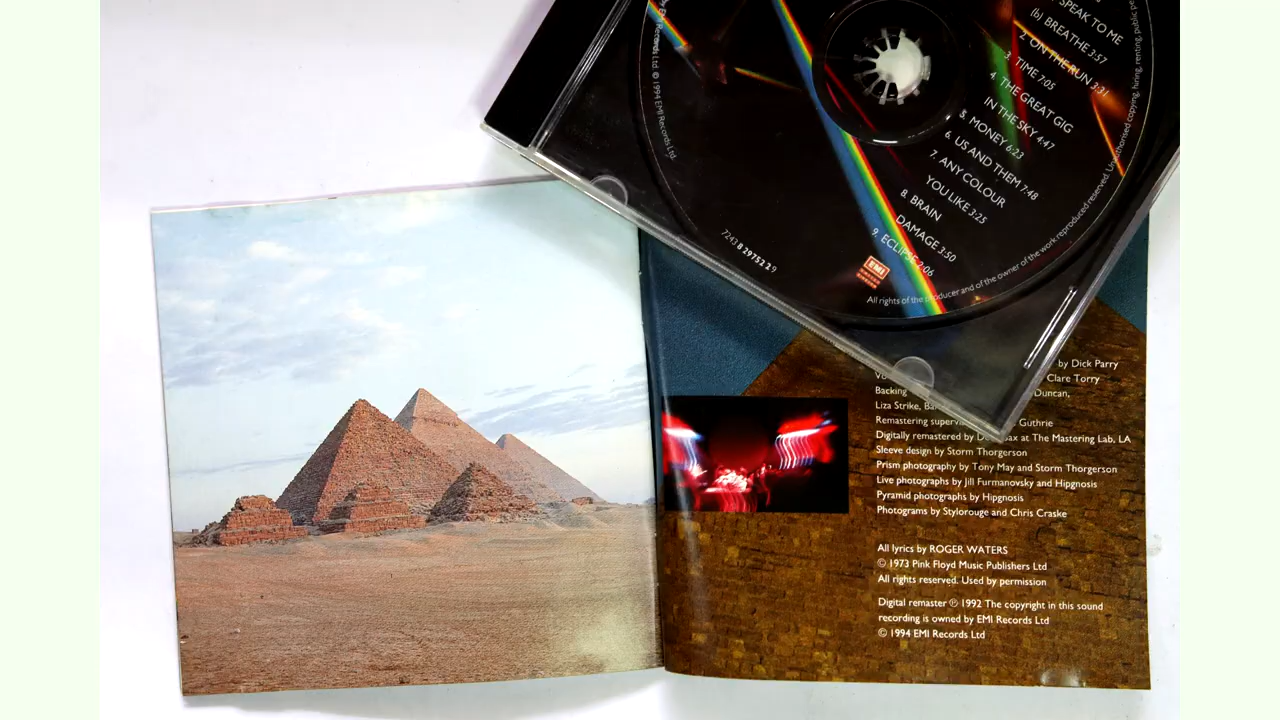 SPEAK TO ME
(b) BREATHE 3:57
2. ON THE RUN 3:31
3. TIME 7:05
4. THE GREAT GIG
IN THE SKY 4:47
5. MONEY 6:23
6. US AND THEM 7:48
7. ANY COLOUR
YOU LIKE 3:25
8. BRAIN
DAMAGE 3:50
9. ECLIPSE 2:06
EMI
7243 8 29752 2 9
EMI Records Ltd ℗ 1994 EMI Records Ltd.
All rights of the producer and of the owner of the work reproduced reserved. Unauthorised copying, hiring, renting, public
by Dick Parry
Clare Torry
Backing Duncan,
Liza Strike,
Remastering Guthrie
Digitally remastered by at The Mastering Lab, LA
Sleeve design by Storm Thorgerson
Prism photography by Tony May and Storm Thorgerson
Live photographs by Jill Furmanovsky and Hipgnosis
Pyramid photographs by Hipgnosis
Photograms by Stylorouge and Chris Craske
All lyrics by ROGER WATERS
© 1973 Pink Floyd Music Publishers Ltd
All rights reserved. Used by permission
Digital remaster ℗ 1992 The copyright in this sound
recording is owned by EMI Records Ltd
© 1994 EMI Records Ltd